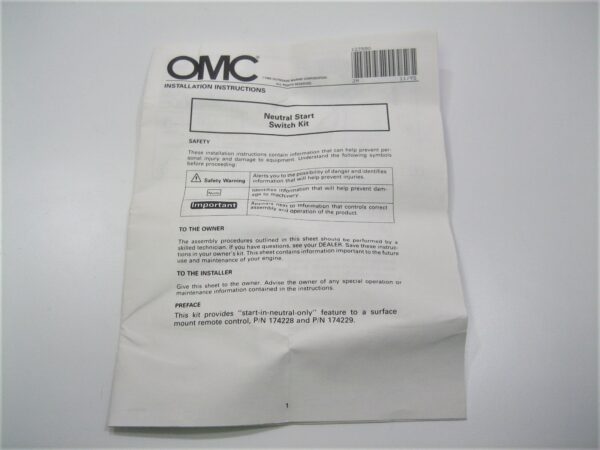 OMC
INSTALLATION INSTRUCTIONS
OUTBOARD MARINE CORPORATION
ALL RIGHTS RESERVED
Neutral Start
Switch Kit
SAFETY
These installation instructions contain information that can help prevent per-
sonal injury and damage to equipment. Understand the following symbols
before proceeding:
Safety Warning
Alerts you to the possibility of danger and identifies
information that will help prevent injuries.
Note
Identifies information that will help prevent dam-
age to machinery.
Important
Appears next to information that controls correct
assembly and operation of the product.
TO THE OWNER
The assembly procedures outlined in this sheet should be performed by a
skilled technician. If you have questions, see your DEALER. Save these instruc-
tions in your owner's kit. This sheet contains information important to the future
use and maintenance of your engine.
TO THE INSTALLER
Give this sheet to the owner. Advise the owner of any special operation or
maintenance information contained in the instructions.
PREFACE
This kit provides "start-in-neutral-only" feature to a surface
mount remote control, P/N 174228 and P/N 174229.
1